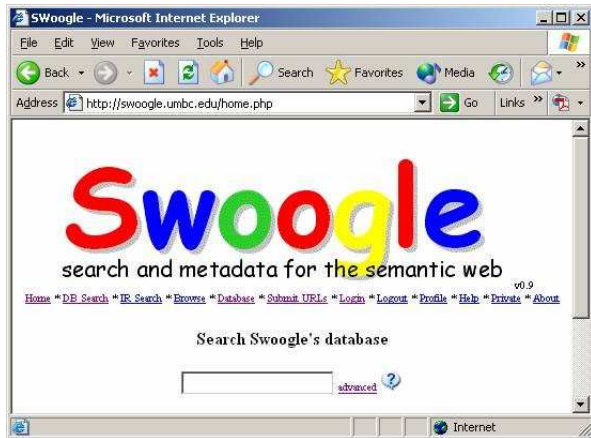 SWoogle - Microsoft Internet Explorer
File Edit View Favorites Tools Help
Back Search Favorites Media
Address http://swoogle.umbc.edu/home.php Go Links
Swoogle
search and metadata for the semantic web
v0.9
Home * DB Search * IR Search * Browse * Database * Submit URLs * Login * Logout * Profile * Help * Private * About
Search Swoogle's database
advanced ?
Internet